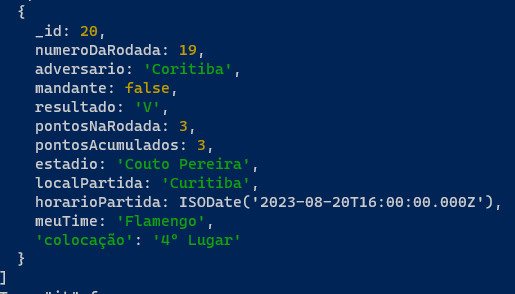 {
_id: 20,
numeroDaRodada: 19,
adversario: 'Coritiba',
mandante: false,
resultado: 'V',
pontosNaRodada: 3,
pontosAcumulados: 3,
estadio: 'Couto Pereira',
localPartida: 'Curitiba',
horarioPartida: ISODate('2023-08-20T16:00:00.000Z'),
meuTime: 'Flamengo',
'colocação': '4° Lugar'
}
]